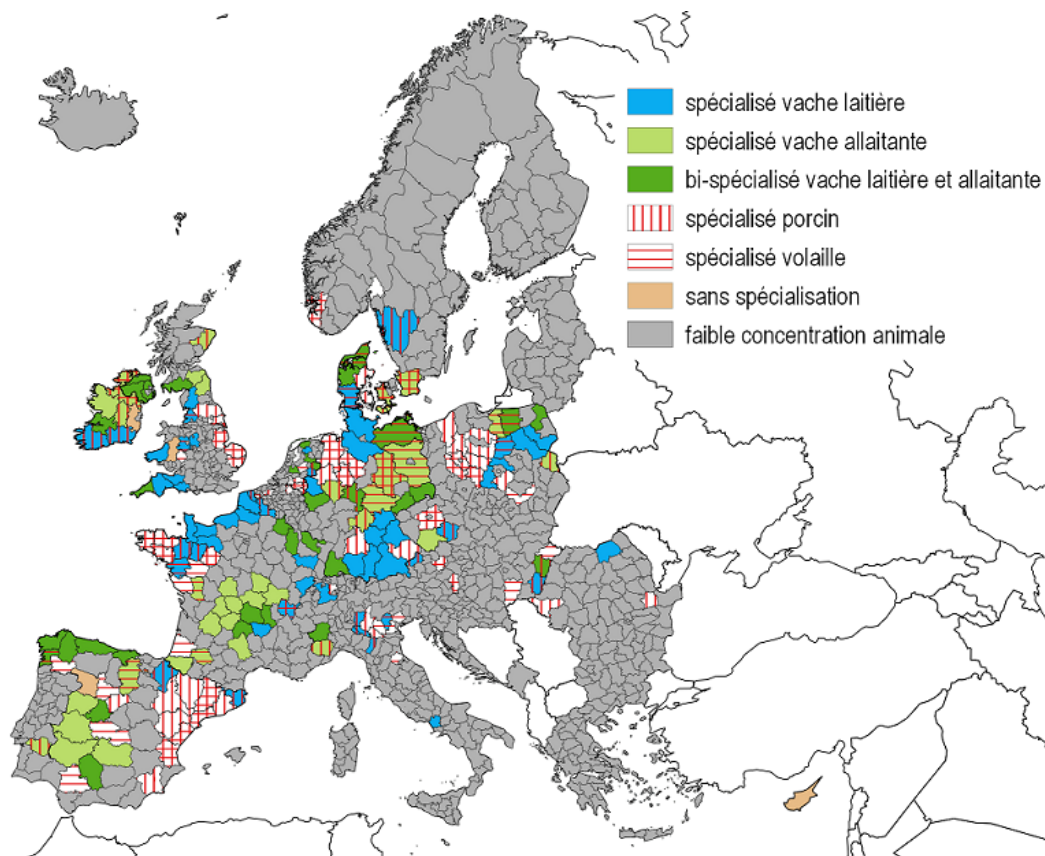 spécialisé vache laitière
spécialisé vache allaitante
bi-spécialisé vache laitière et allaitante
spécialisé porcin
spécialisé volaille
sans spécialisation
faible concentration animale